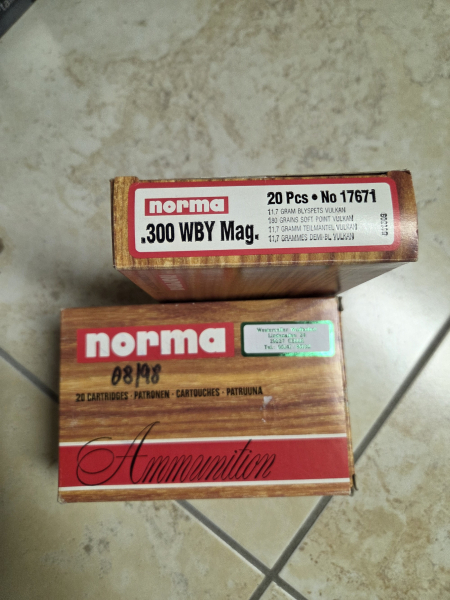 norma
20 Pcs • No 17671
11,7 GRAM BLYSPETS VULKAN
180 GRAINS SOFT-POINT VULKAN
11,7 GRAMM TEILMANTEL VULKAN
11,7 GRAMMES DEMI-BL. VULKAN
.300 WBY Mag.
norma
08/98
20 CARTRIDGES - PATRONEN - CARTOUCHES - PATRUUNA
Ammunition